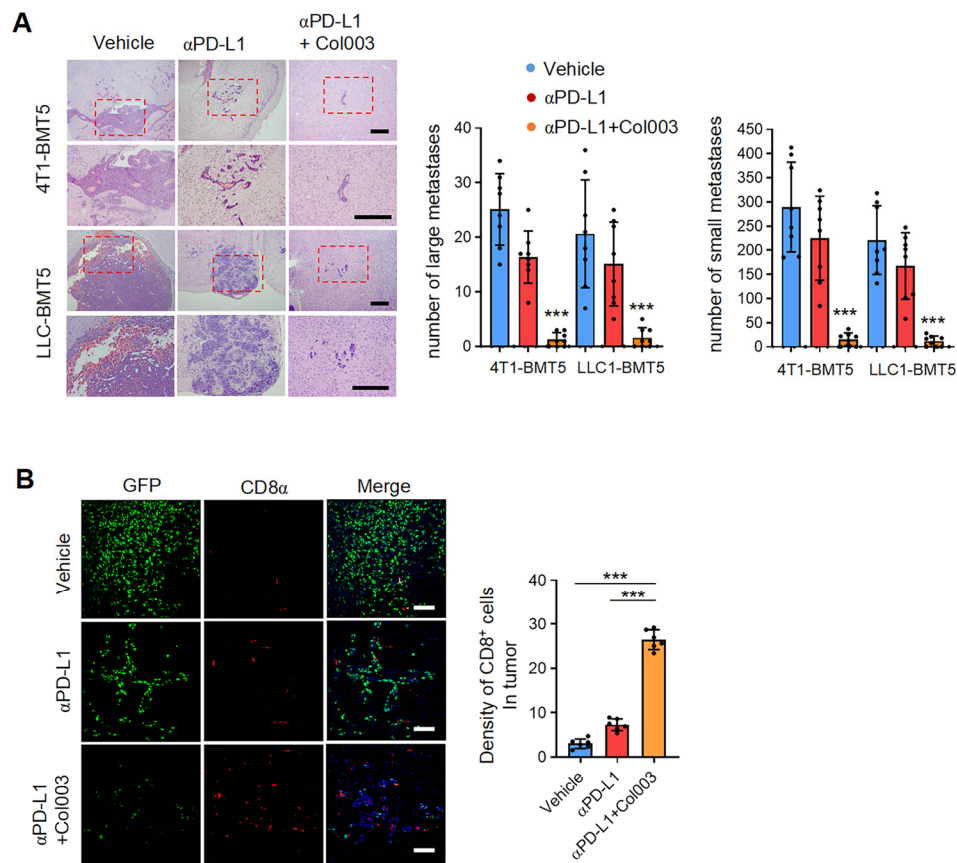 A
Vehicle
αPD-L1
αPD-L1
+ Col003
4T1-BMT5
LLC-BMT5
Vehicle
αPD-L1
αPD-L1+Col003
number of large metastases
40
30
20
10
0
***
***
4T1-BMT5
LLC1-BMT5
number of small metastases
450
400
350
300
250
200
150
100
50
0
***
***
4T1-BMT5
LLC1-BMT5
B
GFP
CD8α
Merge
Vehicle
αPD-L1
αPD-L1
+Col003
Density of CD8⁺ cells
In tumor
40
30
20
10
0
***
***
Vehicle
αPD-L1
αPD-L1+Col003